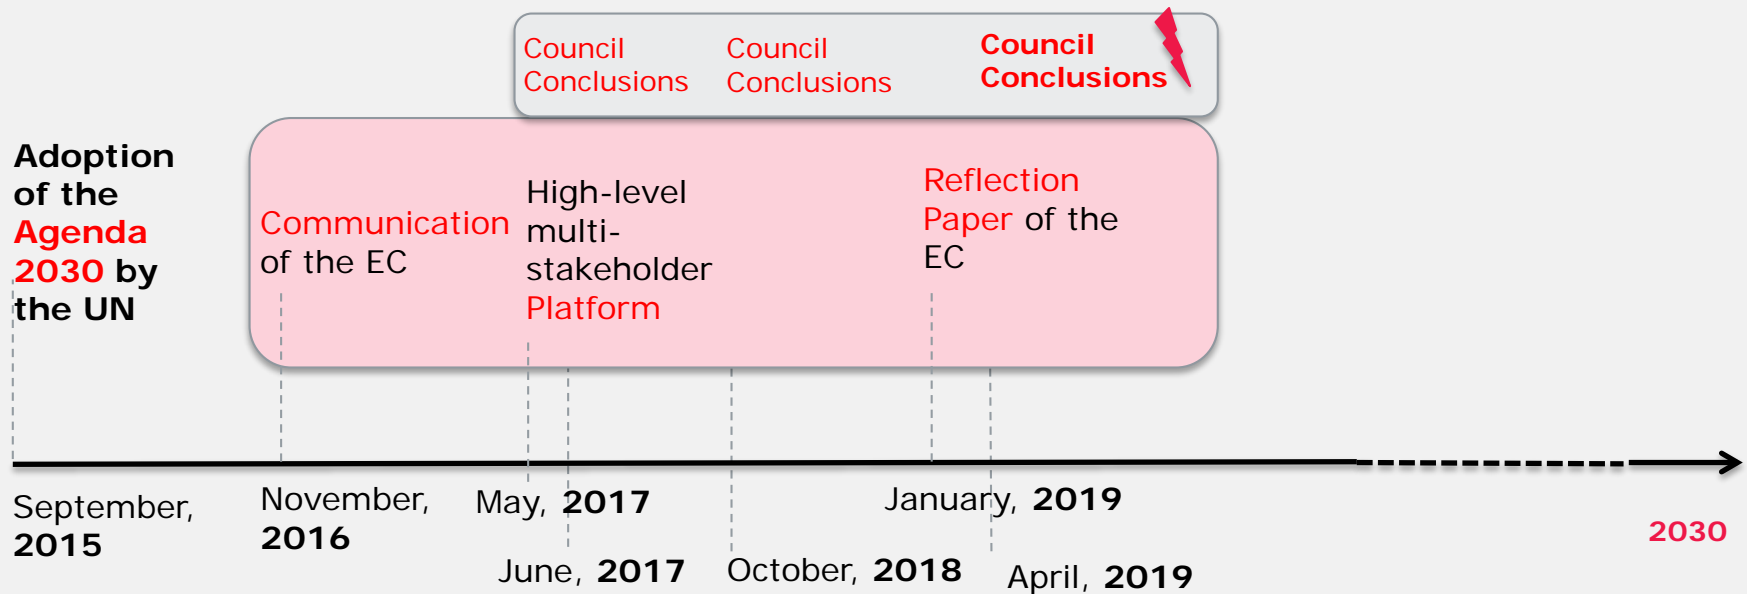 Council
Conclusions
Council
Conclusions
Council
Conclusions
Adoption
of the
Agenda
2030 by
the UN
Communication
of the EC
High-level
multi-
stakeholder
Platform
Reflection
Paper of the
EC
September,
2015
November,
2016
May, 2017
June, 2017
October, 2018
January, 2019
April, 2019
2030